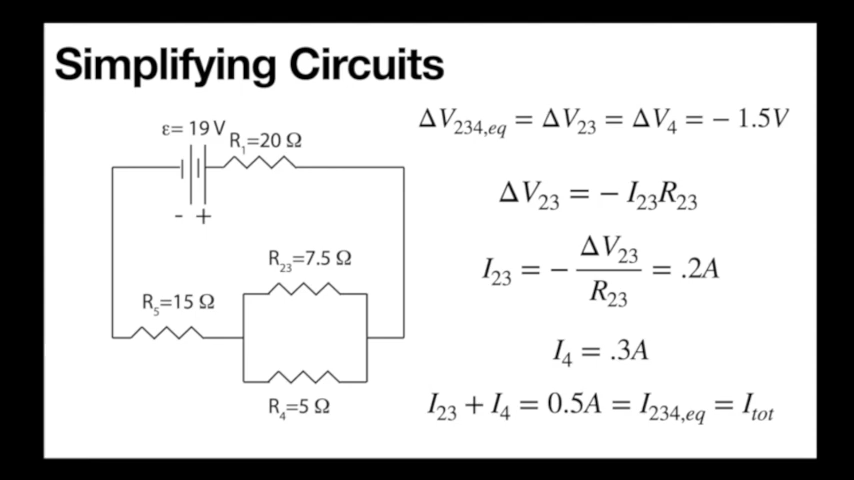 Simplifying Circuits
ε= 19 V
R₁=20 Ω
- +
R₂₃=7.5 Ω
R₅=15 Ω
R₄=5 Ω
ΔV₂₃₄,eq = ΔV₂₃ = ΔV₄ = − 1.5V
ΔV₂₃ = − I₂₃R₂₃
I₂₃ = − ΔV₂₃/R₂₃ = .2A
I₄ = .3A
I₂₃ + I₄ = 0.5A = I₂₃₄,eq = Itot